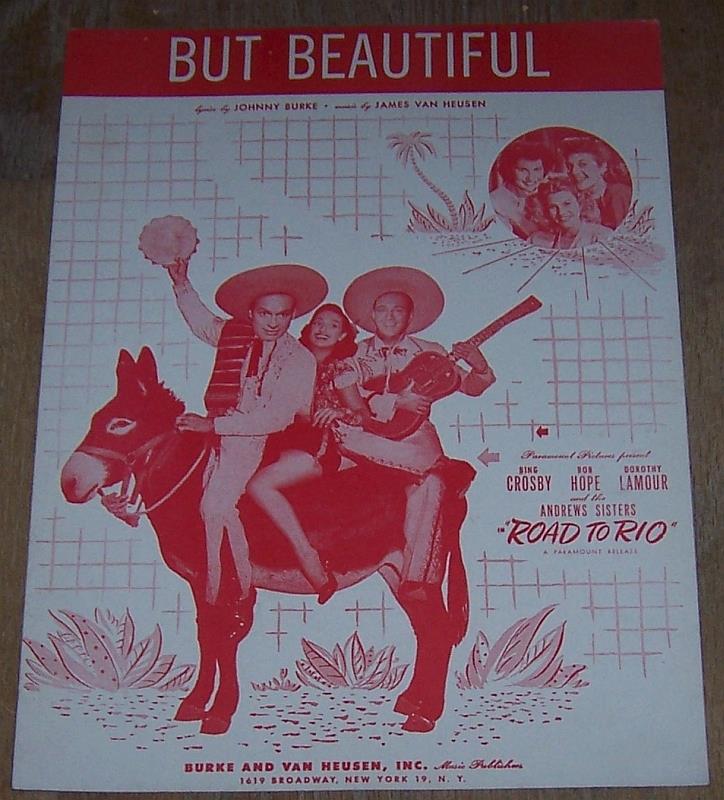 BUT BEAUTIFUL
lyrics by JOHNNY BURKE • music by JAMES VAN HEUSEN
Paramount Pictures present
BING CROSBY BOB HOPE DOROTHY LAMOUR
and the
ANDREWS SISTERS
IN "ROAD TO RIO"
A PARAMOUNT RELEASE
BURKE AND VAN HEUSEN, INC. Music Publishers
1619 BROADWAY, NEW YORK 19, N. Y.